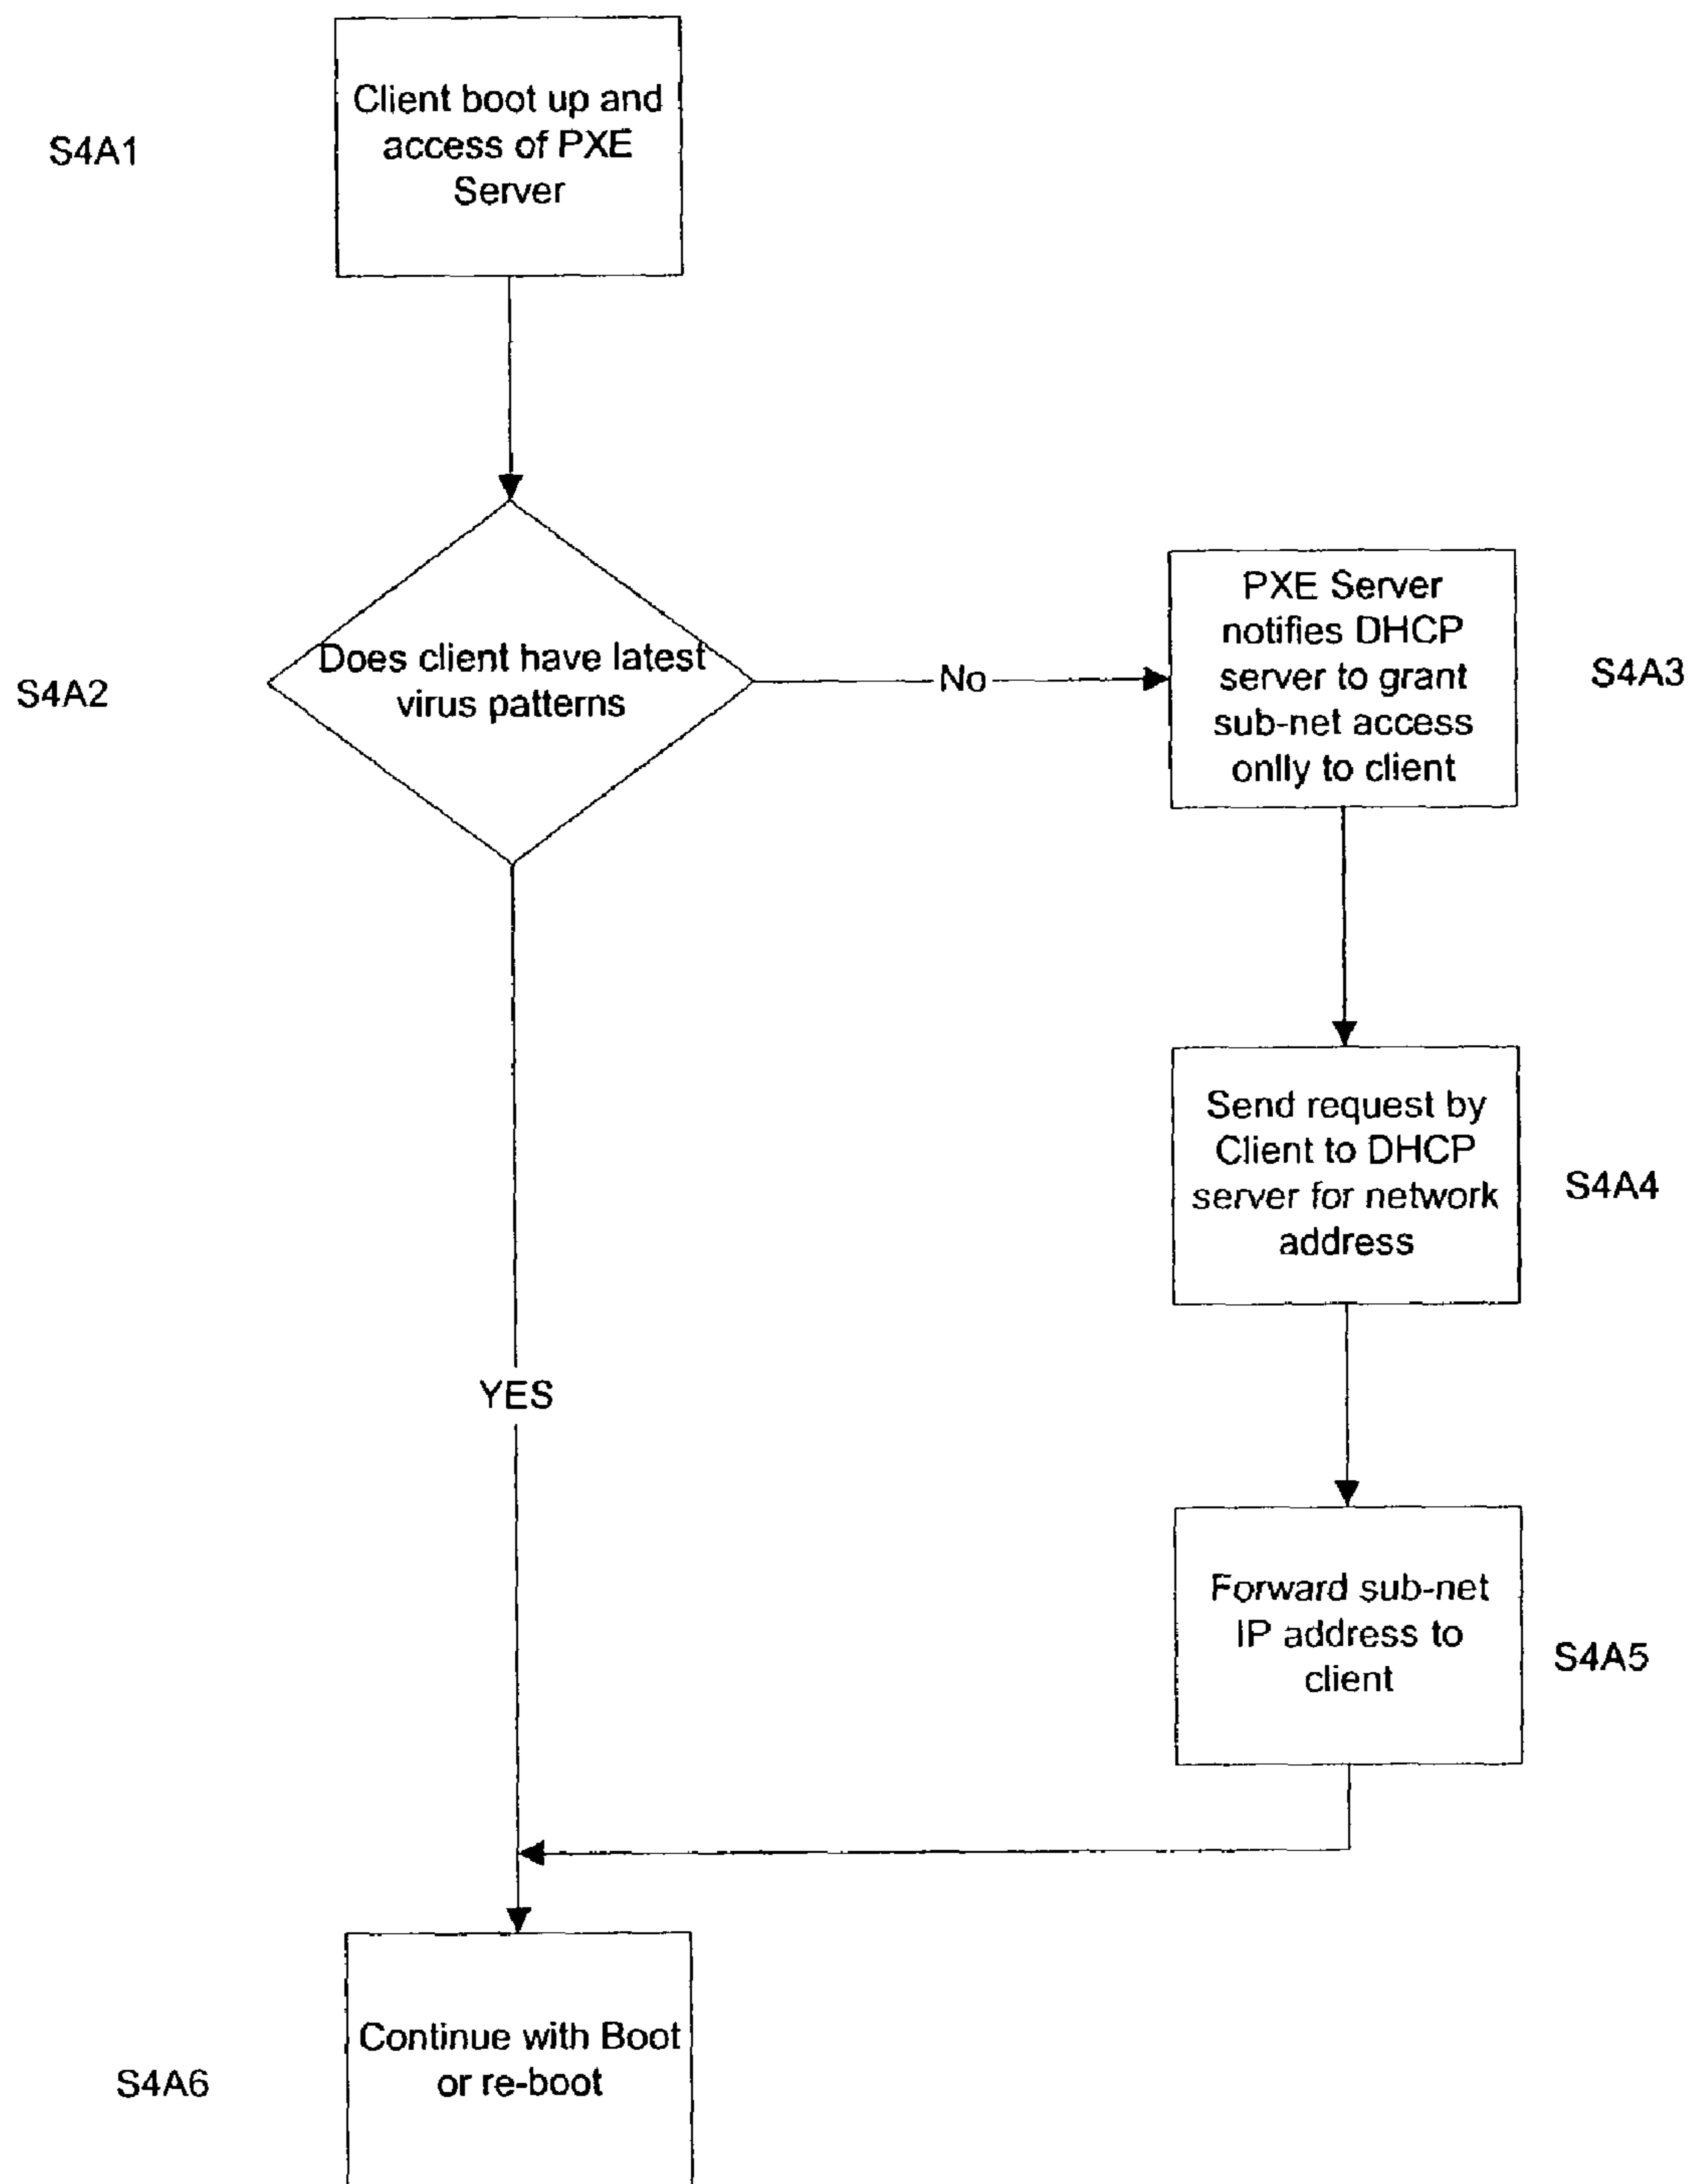 S4A1
Client boot up and
access of PXE
Server
S4A2
Does client have latest
virus patterns
No
PXE Server
notifies DHCP
server to grant
sub-net access
onlly to client
S4A3
Send request by
Client to DHCP
server for network
address
S4A4
YES
Forward sub-net
IP address to
client
S4A5
S4A6
Continue with Boot
or re-boot